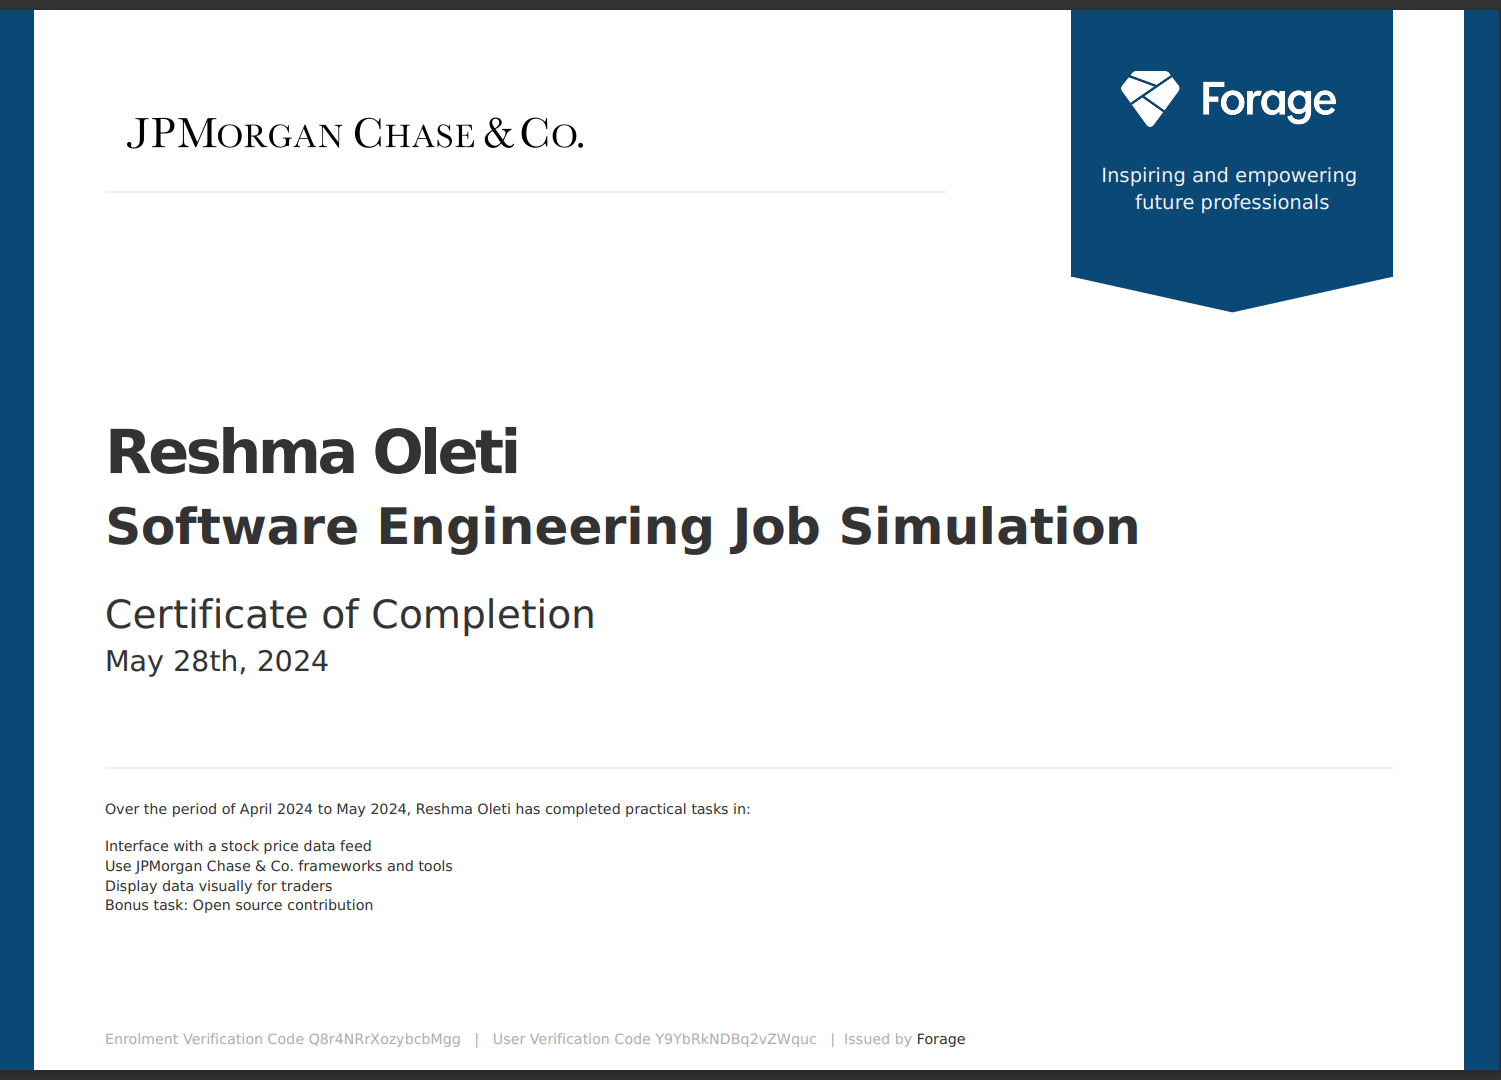 JPMORGAN CHASE & CO.
Forage
Inspiring and empowering
future professionals
Reshma Oleti
Software Engineering Job Simulation
Certificate of Completion
May 28th, 2024
Over the period of April 2024 to May 2024, Reshma Oleti has completed practical tasks in:
Interface with a stock price data feed
Use JPMorgan Chase & Co. frameworks and tools
Display data visually for traders
Bonus task: Open source contribution
Enrolment Verification Code Q8r4NRrXozybcbMgg | User Verification Code Y9YbRkNDBq2vZWquc | Issued by Forage